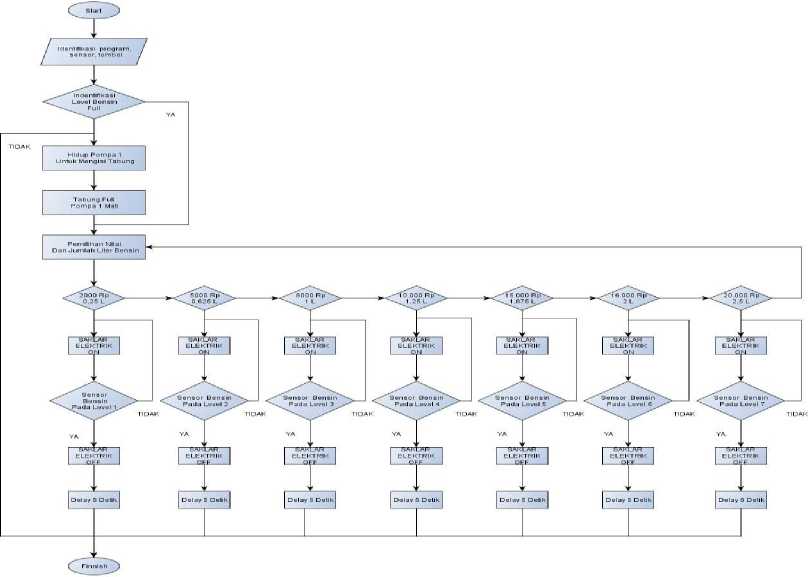 Start
Identifikasi program,
sensor, tombol
Indentifikasi
Level Bensin
Full
YA
TIDAK
Hidup Pompa 1
Untuk Mengisi Tabung
Tabung Full
Pompa 1 Mati
Pemilihan Nilai
Dan Jumlah Liter Bensin
2000 Rp
0,25 L
5000 Rp
0,625 L
8000 Rp
1 L
10.000 Rp
1,25 L
15.000 Rp
1,875 L
16.000 Rp
2 L
20.000 Rp
2,5 L
SAKLAR
ELEKTRIK
ON
SAKLAR
ELEKTRIK
ON
SAKLAR
ELEKTRIK
ON
SAKLAR
ELEKTRIK
ON
SAKLAR
ELEKTRIK
ON
SAKLAR
ELEKTRIK
ON
SAKLAR
ELEKTRIK
ON
Sensor
Bensin
Pada Level 1
TIDAK
Sensor Bensin
Pada Level 2
TIDAK
Sensor Bensin
Pada Level 3
TIDAK
Sensor Bensin
Pada Level 4
TIDAK
Sensor Bensin
Pada Level 5
TIDAK
Sensor Bensin
Pada Level 6
TIDAK
Sensor Bensin
Pada Level 7
TIDAK
YA
YA
YA
YA
YA
YA
YA
SAKLAR
ELEKTRIK
OFF
SAKLAR
ELEKTRIK
OFF
SAKLAR
ELEKTRIK
OFF
SAKLAR
ELEKTRIK
OFF
SAKLAR
ELEKTRIK
OFF
SAKLAR
ELEKTRIK
OFF
SAKLAR
ELEKTRIK
OFF
Delay 5 Detik
Delay 5 Detik
Delay 5 Detik
Delay 5 Detik
Delay 5 Detik
Delay 5 Detik
Delay 5 Detik
Finnish